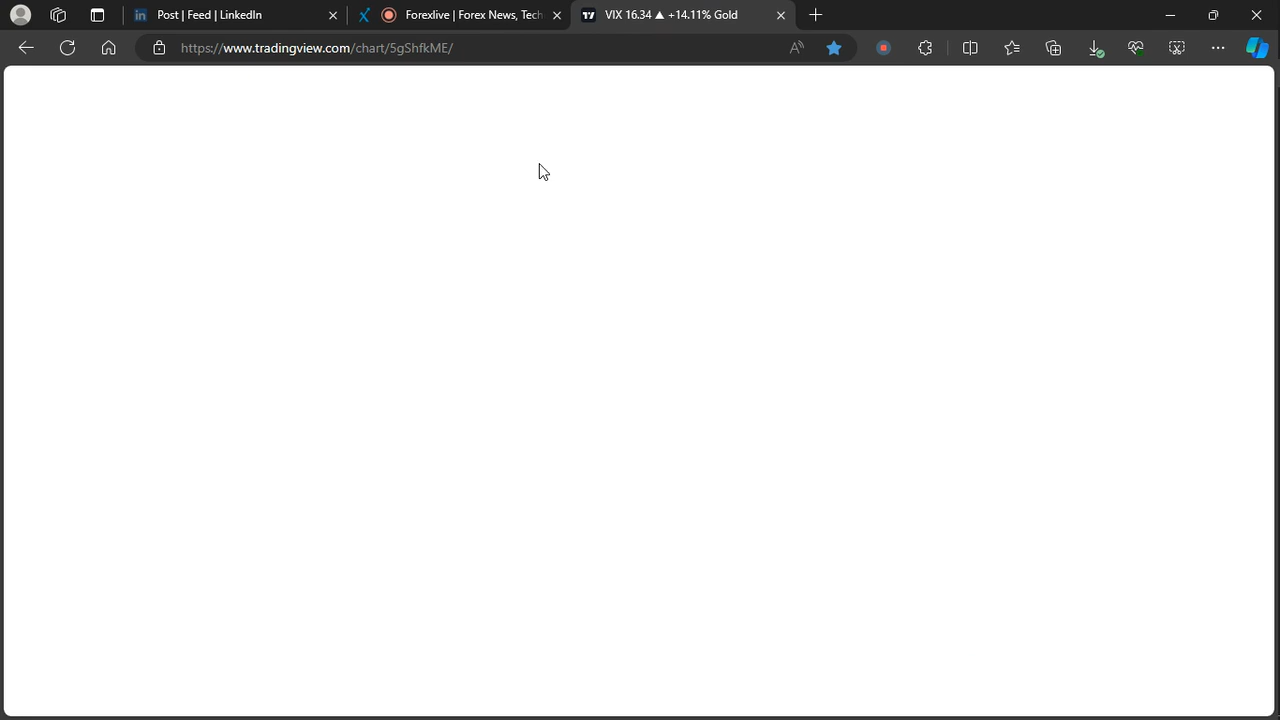 Post | Feed | LinkedIn
Forexlive | Forex News, Tech
VIX 16.34 ▲ +14.11% Gold
https://www.tradingview.com/chart/5gShfkME/